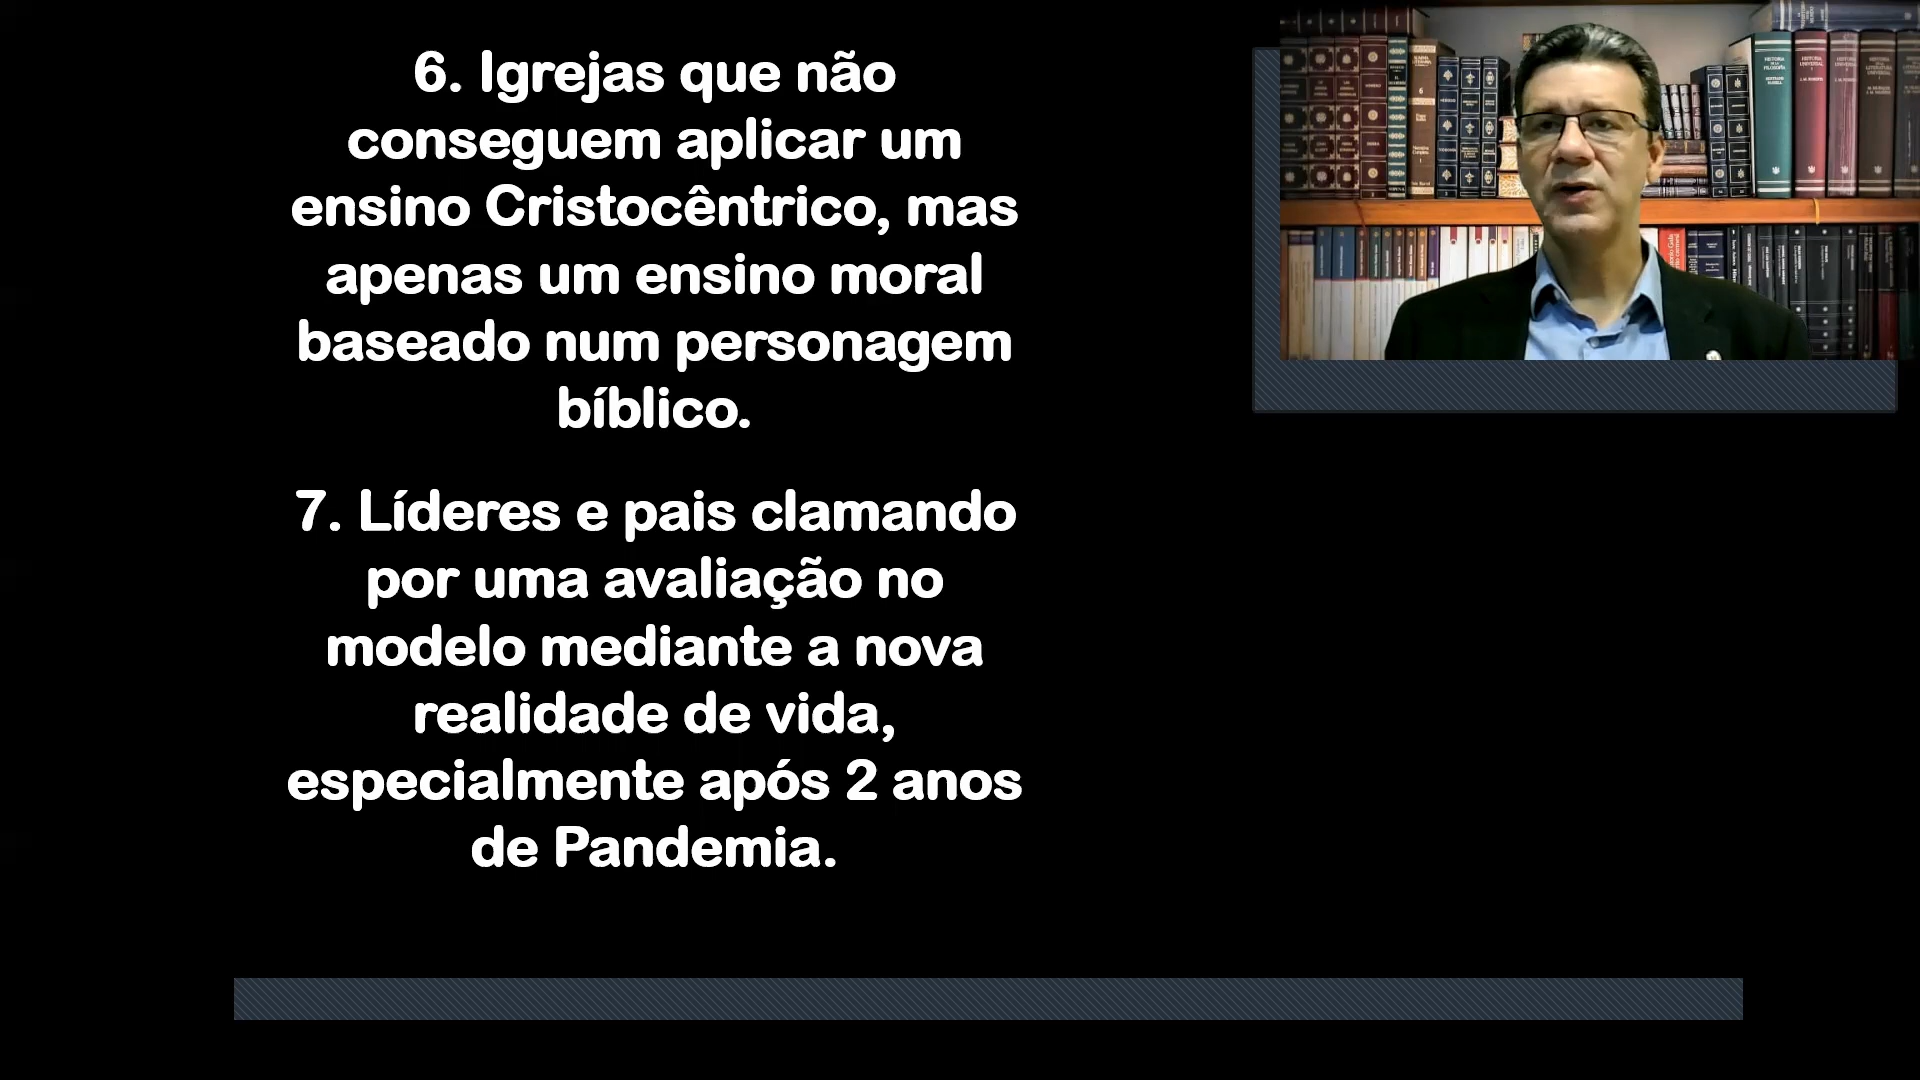 6. Igrejas que não
conseguem aplicar um
ensino Cristocêntrico, mas
apenas um ensino moral
baseado num personagem
bíblico.
7. Líderes e pais clamando
por uma avaliação no
modelo mediante a nova
realidade de vida,
especialmente após 2 anos
de Pandemia.